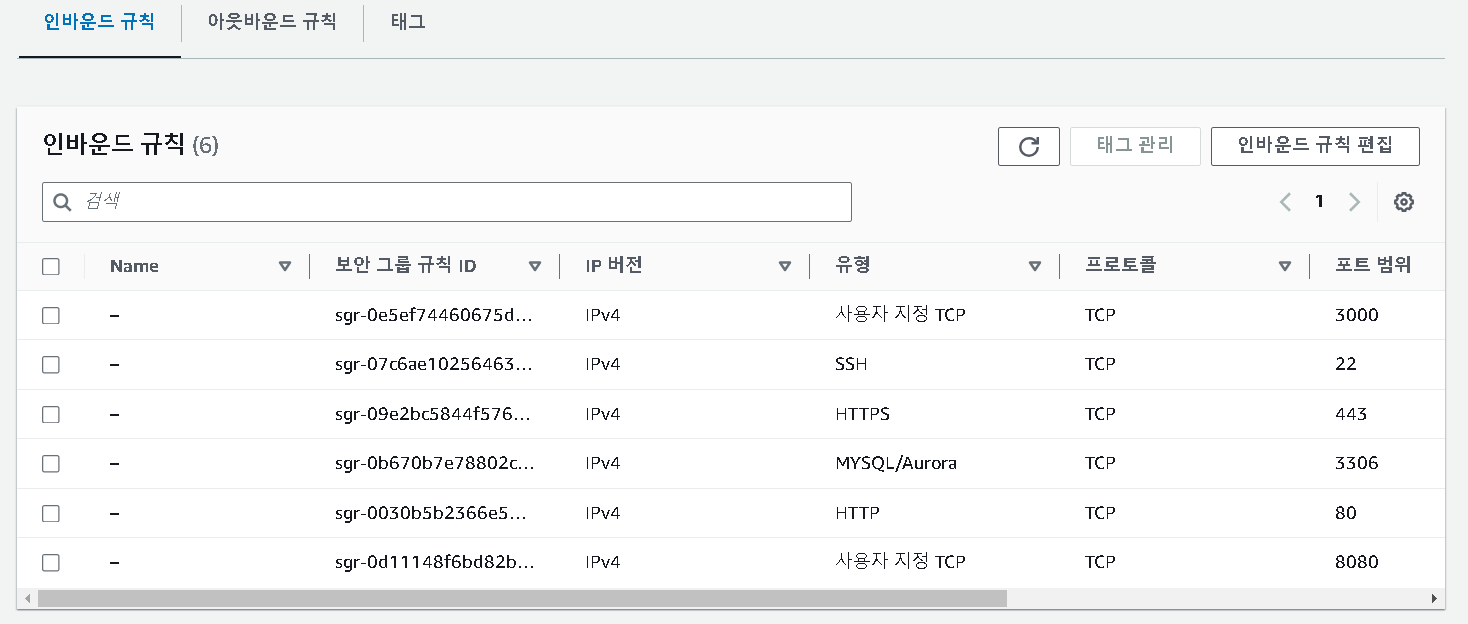 인바운드 규칙 아웃바운드 규칙 태그
인바운드 규칙 (6)
태그 관리 인바운드 규칙 편집
검색
1
Name 보안 그룹 규칙 ID IP 버전 유형 프로토콜 포트 범위
– sgr-0e5ef74460675d... IPv4 사용자 지정 TCP TCP 3000
– sgr-07c6ae10256463... IPv4 SSH TCP 22
– sgr-09e2bc5844f576... IPv4 HTTPS TCP 443
– sgr-0b670b7e78802c... IPv4 MYSQL/Aurora TCP 3306
– sgr-0030b5b2366e5... IPv4 HTTP TCP 80
– sgr-0d11148f6bd82b... IPv4 사용자 지정 TCP TCP 8080